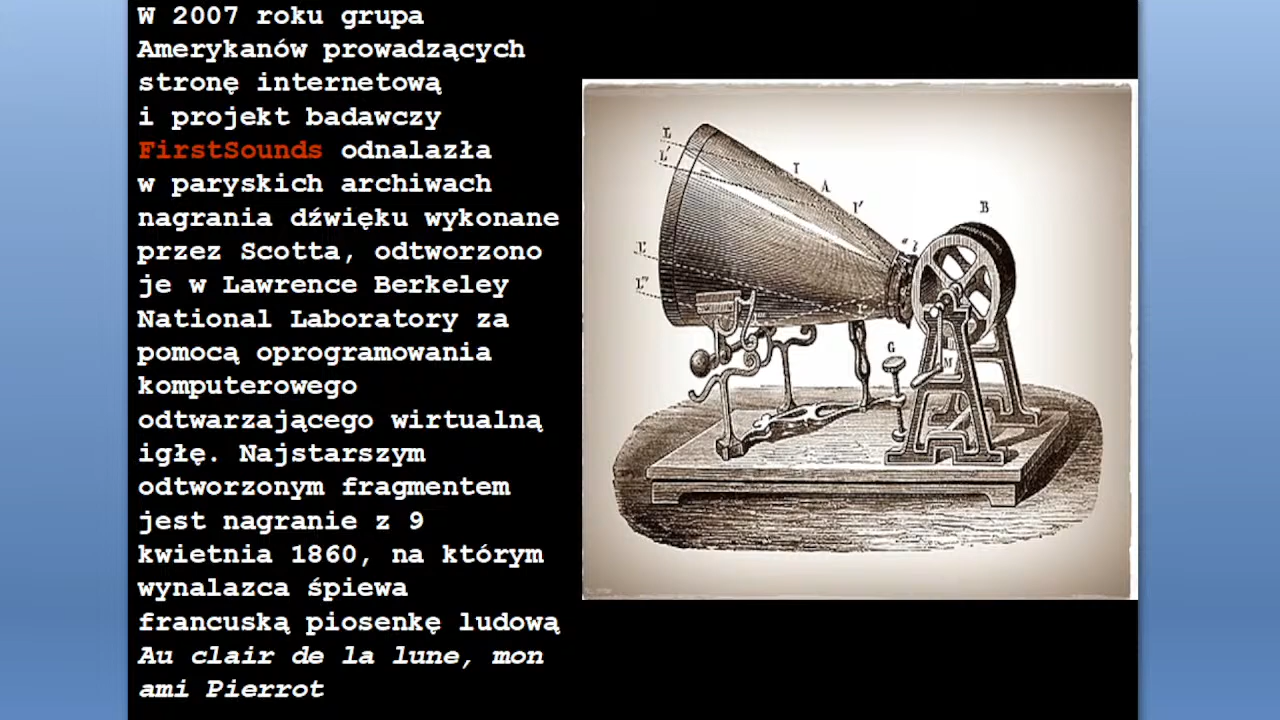 W 2007 roku grupa
Amerykanów prowadzących
stronę internetową
i projekt badawczy
FirstSounds odnalazła
w paryskich archiwach
nagrania dźwięku wykonane
przez Scotta, odtworzono
je w Lawrence Berkeley
National Laboratory za
pomocą oprogramowania
komputerowego
odtwarzającego wirtualną
igłę. Najstarszym
odtworzonym fragmentem
jest nagranie z 9
kwietnia 1860, na którym
wynalazca śpiewa
francuską piosenkę ludową
Au clair de la lune, mon
ami Pierrot
L
L'
I
A
I'
B
G
M